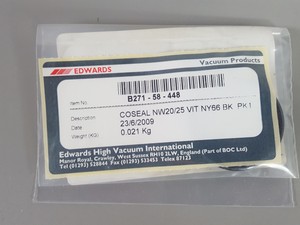 EDWARDS
Vacuum Products
Item No. B271 - 58 - 448
Description COSEAL NW20/25 VIT NY66 BK PK1
Date 23/6/2009
Weight (KG) 0.021 Kg
Edwards High Vacuum International
Manor Royal, Crawley, West Sussex RH10 2LW, England (Part of BOC Ltd)
Tel (01293) 528844 Fax (01293) 533453 Telex 87123